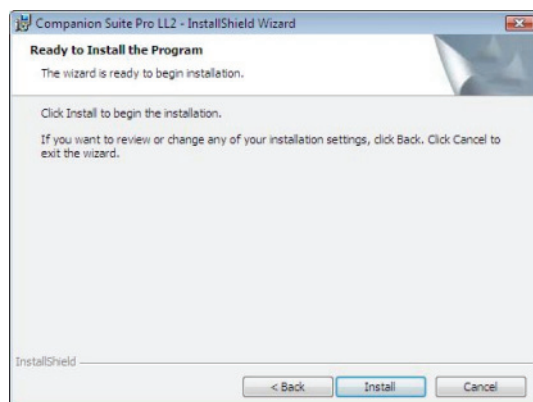 Companion Suite Pro LL2 - InstallShield Wizard
Ready to Install the Program
The wizard is ready to begin installation.
Click Install to begin the installation.
If you want to review or change any of your installation settings, click Back. Click Cancel to
exit the wizard.
InstallShield
< Back Install Cancel